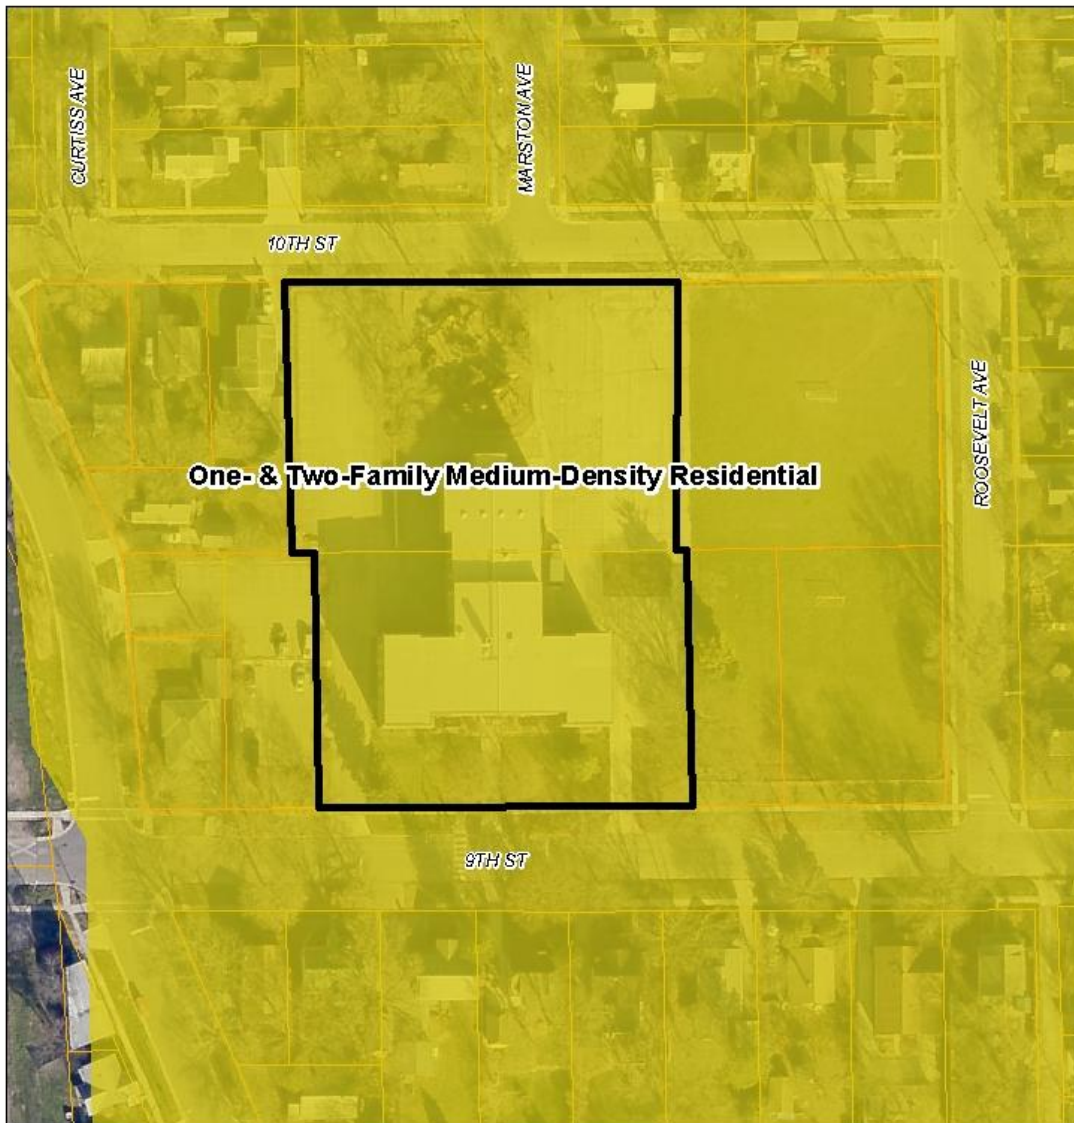 CURTISS AVE
MARSTON AVE
10TH ST
One- & Two-Family Medium-Density Residential
ROOSEVELT AVE
9TH ST